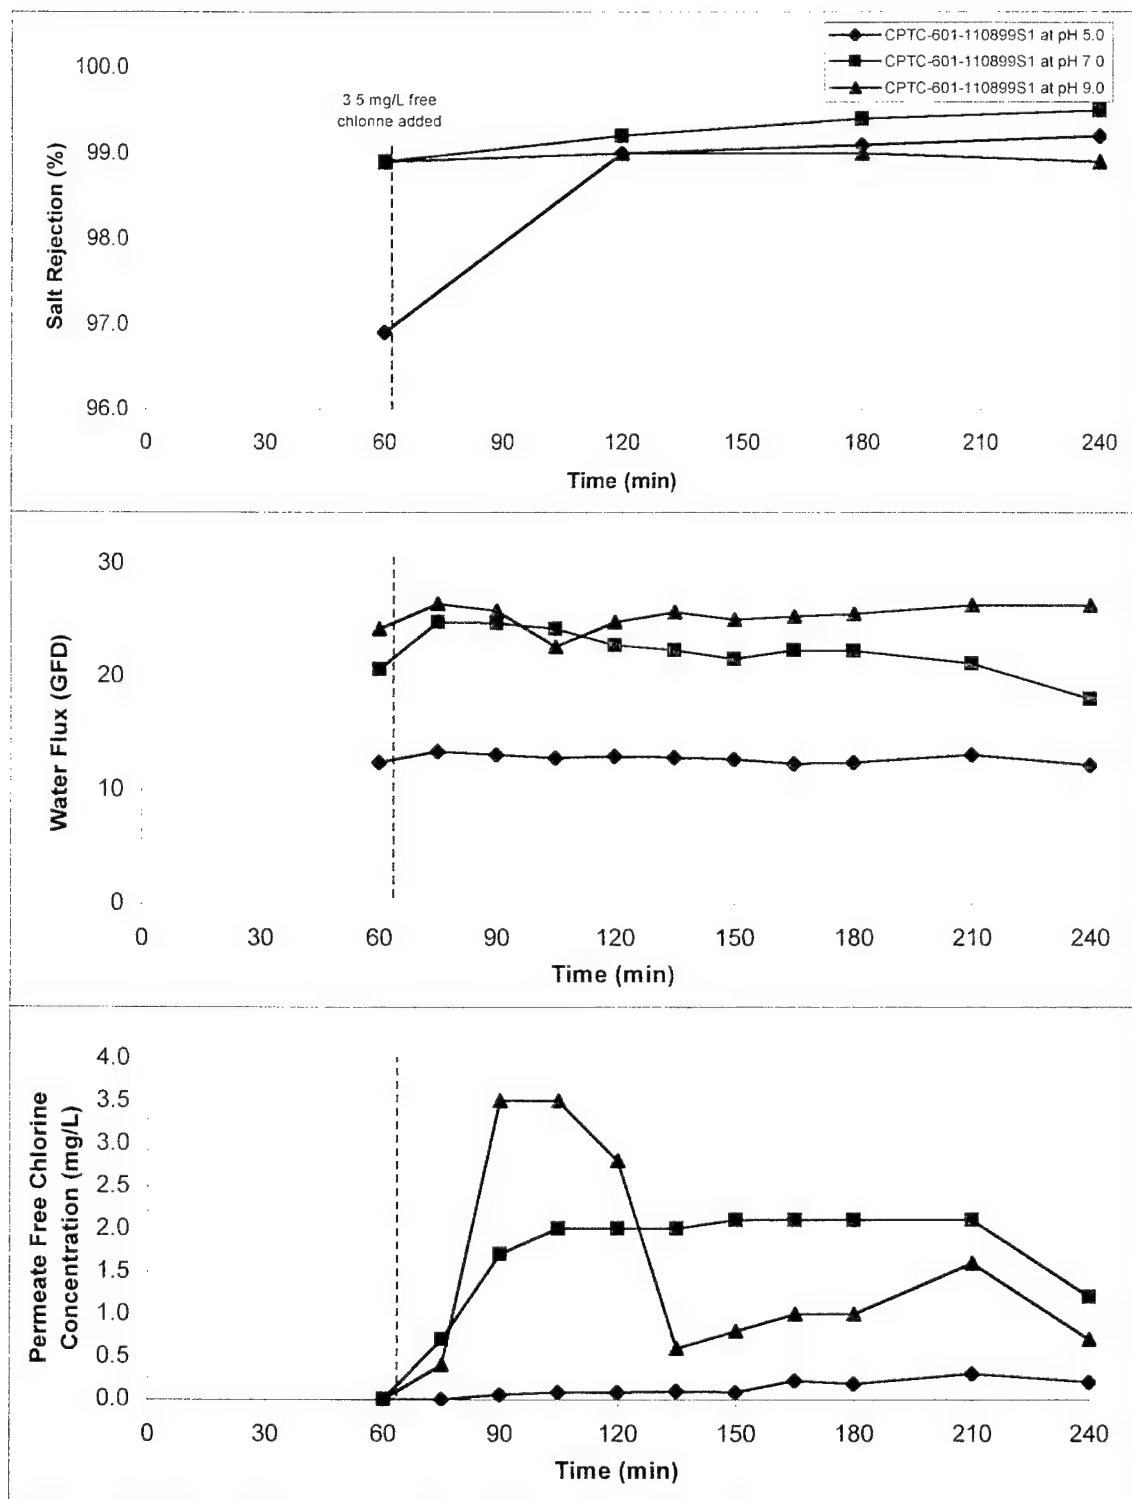 CPTC-601-110899S1 at pH 5.0
CPTC-601-110899S1 at pH 7 0
CPTC-601-110899S1 at pH 9.0
3 5 mg/L free
chlorine added
Salt Rejection (%)
100.0
99.0
98.0
97.0
96.0
0 30 60 90 120 150 180 210 240
Time (min)
Water Flux (GFD)
30
20
10
0
0 30 60 90 120 150 180 210 240
Time (min)
Permeate Free Chlorine
Concentration (mg/L)
4.0
3.5
3.0
2.5
2.0
1.5
1.0
0.5
0.0
0 30 60 90 120 150 180 210 240
Time (min)